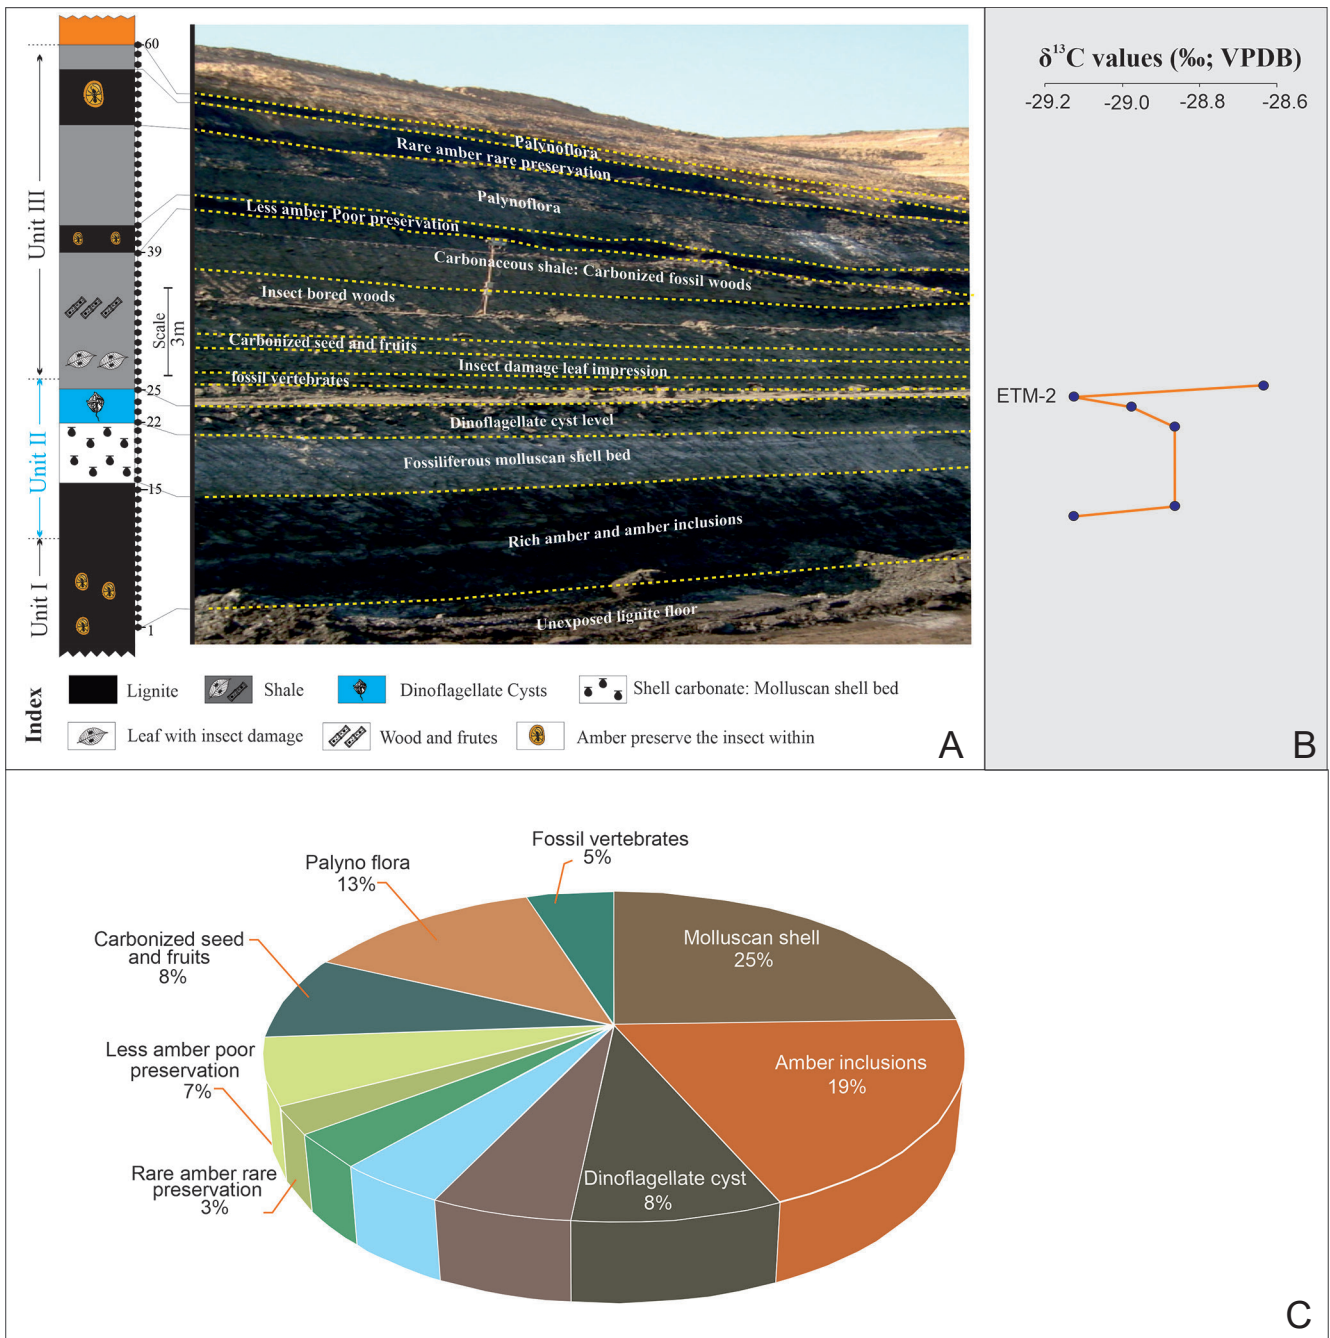 60
39
25
22
15
1
Unit III
Unit II
Unit I
Scale
3m
Palynoflora
Rare amber rare preservation
Palynoflora
Less amber Poor preservation
Carbonaceous shale: Carbonized fossil woods
Insect bored woods
Carbonized seed and fruits
Insect damage leaf impression
fossil vertebrates
Dinoflagellate cyst level
Fossiliferous molluscan shell bed
Rich amber and amber inclusions
Unexposed lignite floor
Index
Lignite
Shale
Dinoflagellate Cysts
Shell carbonate: Molluscan shell bed
Leaf with insect damage
Wood and frutes
Amber preserve the insect within
A
δ¹³C values (‰; VPDB)
-29.2 -29.0 -28.8 -28.6
ETM-2
B
Fossil vertebrates
5%
Palyno flora
13%
Carbonized seed
and fruits
8%
Less amber poor
preservation
7%
Rare amber rare
preservation
3%
Molluscan shell
25%
Amber inclusions
19%
Dinoflagellate cyst
8%
C